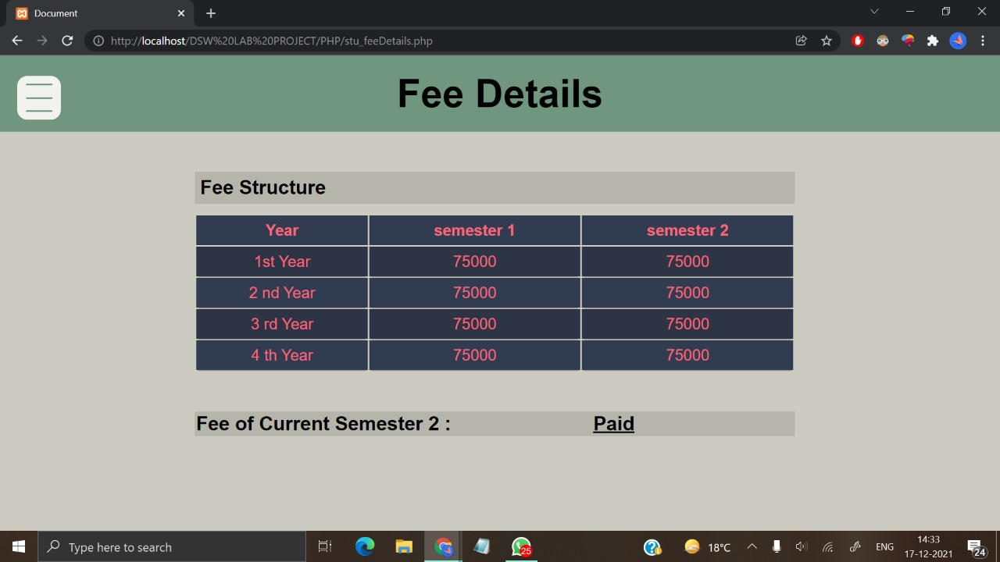 Document
http://localhost/DSW%20LAB%20PROJECT/PHP/stu_feeDetails.php
Fee Details
Fee Structure
Year semester 1 semester 2
1st Year 75000 75000
2 nd Year 75000 75000
3 rd Year 75000 75000
4 th Year 75000 75000
Fee of Current Semester 2 : Paid
Type here to search
25
18°C
ENG
14:33
17-12-2021
24